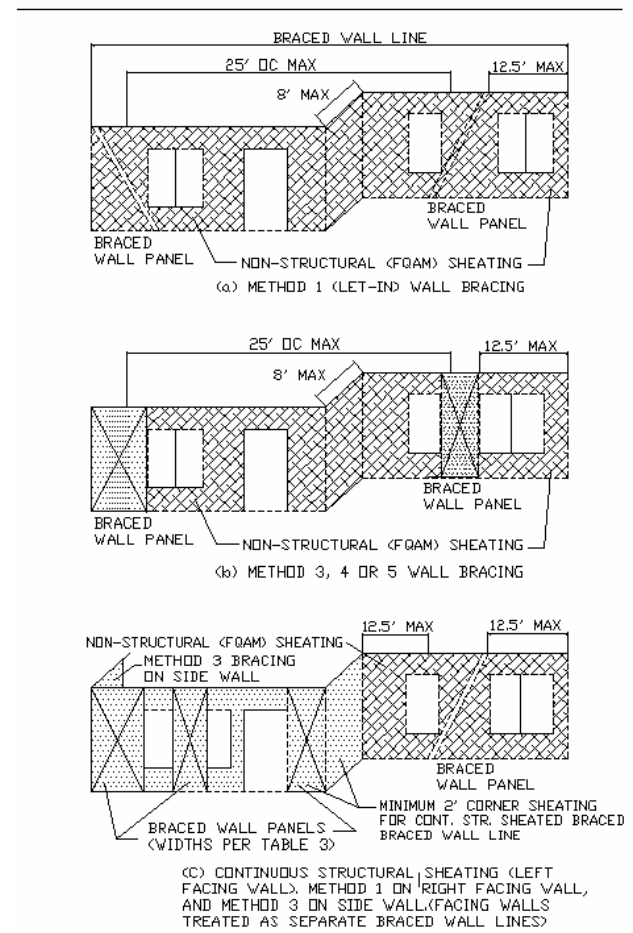 BRACED WALL LINE
25' OC MAX
12.5' MAX
8' MAX
BRACED
WALL PANEL
BRACED
WALL PANEL
NON-STRUCTURAL (FOAM) SHEATING
(a) METHOD 1 (LET-IN) WALL BRACING
25' OC MAX
12.5' MAX
8' MAX
BRACED
WALL PANEL
BRACED
WALL PANEL
NON-STRUCTURAL (FOAM) SHEATING
(b) METHOD 3, 4 OR 5 WALL BRACING
12.5' MAX
12.5' MAX
NON-STRUCTURAL (FOAM) SHEATING
METHOD 3 BRACING
ON SIDE WALL
BRACED
WALL PANEL
MINIMUM 2' CORNER SHEATING
FOR CONT. STR. SHEATED BRACED
BRACED WALL LINE
BRACED WALL PANELS
(WIDTHS PER TABLE 3)
(C) CONTINUOUS STRUCTURAL SHEATING (LEFT
FACING WALL), METHOD 1 ON RIGHT FACING WALL,
AND METHOD 3 ON SIDE WALL.(FACING WALLS
TREATED AS SEPARATE BRACED WALL LINES)